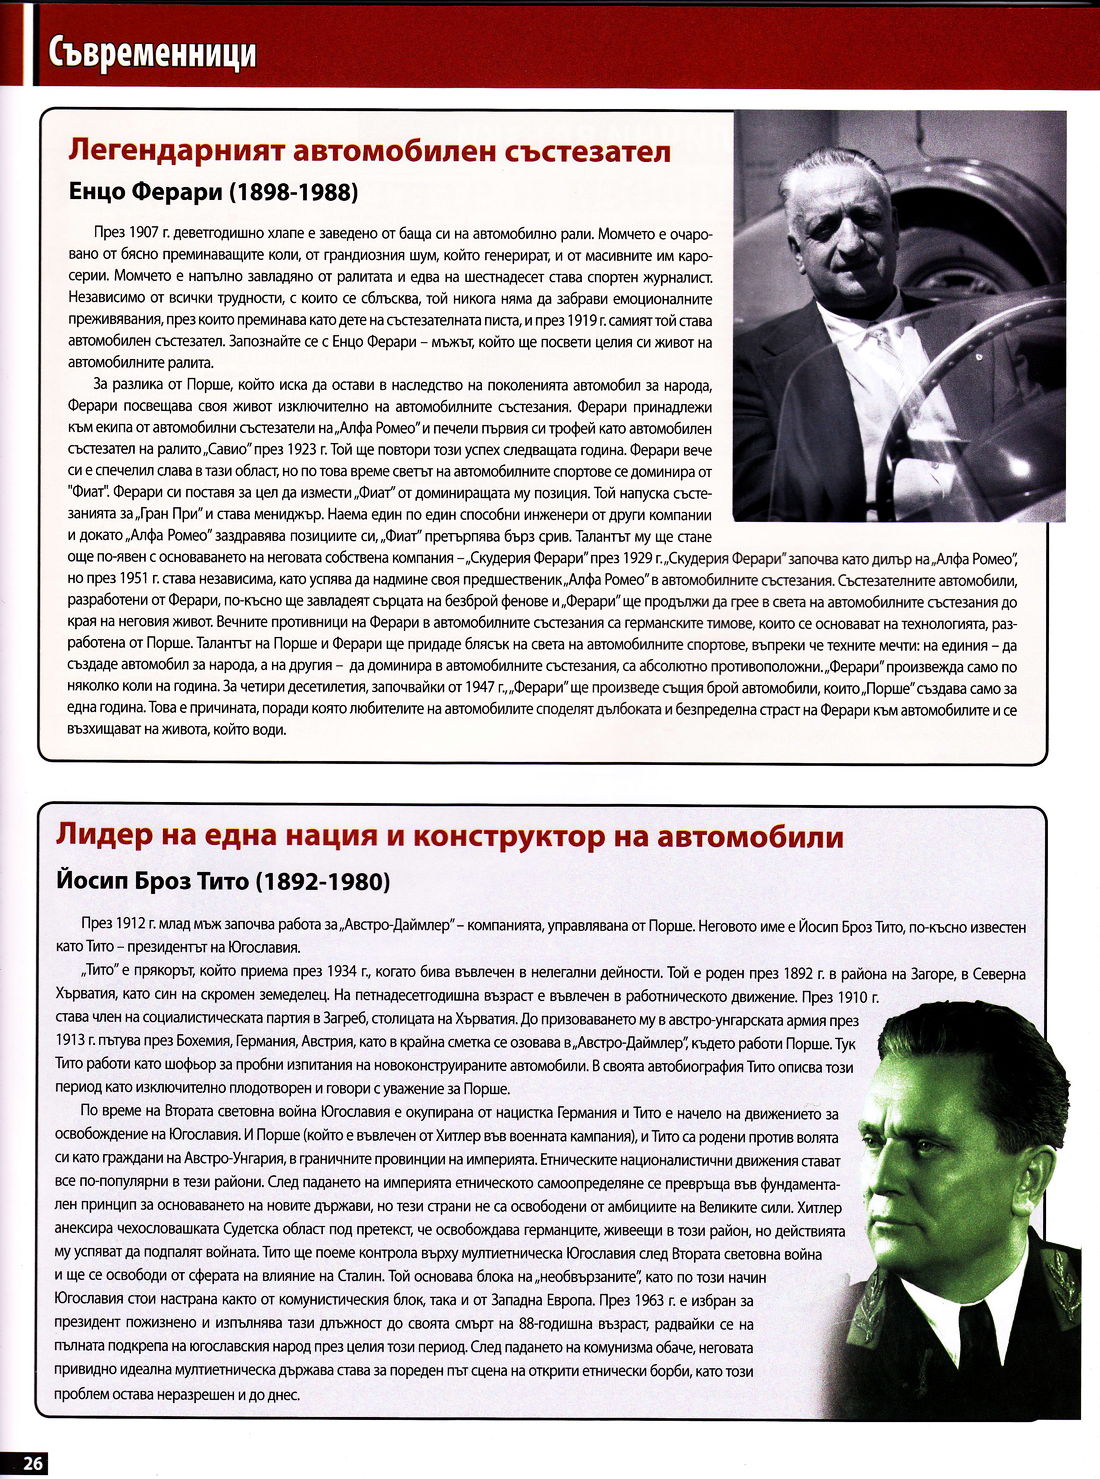 Съвременници
Легендарният автомобилен състезател
Енцо Ферари (1898-1988)
През 1907 г. деветгодишно хлапе е заведено от баща си на автомобилно рали. Момчето е очаро-
вано от бясно преминаващите коли, от грандиозния шум, който генерират, и от масивните им каро-
серии. Момчето е напълно завладяно от ралитата и едва на шестнадесет става спортен журналист.
Независимо от всички трудности, с които се сблъсква, той никога няма да забрави емоционалните
преживявания, през които преминава като дете на състезателната писта, и през 1919 г. самият той става
автомобилен състезател. Запознайте се с Енцо Ферари – мъжът, който ще посвети целия си живот на
автомобилните ралита.
За разлика от Порше, който иска да остави в наследство на поколенията автомобил за народа,
Ферари посвещава своя живот изключително на автомобилните състезания. Ферари принадлежи
към екипа от автомобилни състезатели на „Алфа Ромео” и печели първия си трофей като автомобилен
състезател на ралито „Савио” през 1923 г. Той ще повтори този успех следващата година. Ферари вече
си е спечелил слава в тази област, но по това време светът на автомобилните спортове се доминира от
"Фиат". Ферари си поставя за цел да измести „Фиат” от доминиращата му позиция. Той напуска състе-
занията за „Гран При” и става мениджър. Наема един по един способни инженери от други компании
и докато „Алфа Ромео” заздравява позициите си, „Фиат” претърпява бърз срив. Талантът му ще стане
още по-явен с основаването на неговата собствена компания – „Скудерия Ферари” през 1929 г. „Скудерия Ферари” започва като дилър на „Алфа Ромео”,
но през 1951 г. става независима, като успява да надмине своя предшественик „Алфа Ромео” в автомобилните състезания. Състезателните автомобили,
разработени от Ферари, по-късно ще завладеят сърцата на безброй фенове и „Ферари” ще продължи да грее в света на автомобилните състезания до
края на неговия живот. Вечните противници на Ферари в автомобилните състезания са германските тимове, които се основават на технологията, раз-
работена от Порше. Талантът на Порше и Ферари ще придаде блясък на света на автомобилните спортове, въпреки че техните мечти: на единия – да
създаде автомобил за народа, а на другия – да доминира в автомобилните състезания, са абсолютно противоположни. „Ферари” произвежда само по
няколко коли на година. За четири десетилетия, започвайки от 1947 г., „Ферари” ще произведе същия брой автомобили, които „Порше” създава само за
една година. Това е причината, поради която любителите на автомобилите споделят дълбоката и безпределна страст на Ферари към автомобилите и се
възхищават на живота, който води.
Лидер на една нация и конструктор на автомобили
Йосип Броз Тито (1892-1980)
През 1912 г. млад мъж започва работа за „Австро-Даймлер” – компанията, управлявана от Порше. Неговото име е Йосип Броз Тито, по-късно известен
като Тито – президентът на Югославия.
„Тито” е прякорът, който приема през 1934 г., когато бива въвлечен в нелегални дейности. Той е роден през 1892 г. в района на Загоре, в Северна
Хърватия, като син на скромен земеделец. На петнадесетгодишна възраст е въвлечен в работническото движение. През 1910 г.
става член на социалистическата партия в Загреб, столицата на Хърватия. До призоваването му в австро-унгарската армия през
1913 г. пътува през Бохемия, Германия, Австрия, като в крайна сметка се озовава в „Австро-Даймлер”, където работи Порше. Тук
Тито работи като шофьор за пробни изпитания на новоконструираните автомобили. В своята автобиография Тито описва този
период като изключително плодотворен и говори с уважение за Порше.
По време на Втората световна война Югославия е окупирана от нацистка Германия и Тито е начело на движението за
освобождение на Югославия. И Порше (който е въвлечен от Хитлер във военната кампания), и Тито са родени против волята
си като граждани на Австро-Унгария, в граничните провинции на империята. Етническите националистични движения стават
все по-популярни в тези райони. След падането на империята етническото самоопределяне се превръща във фундамента-
лен принцип за основаването на новите държави, но тези страни не са освободени от амбициите на Великите сили. Хитлер
анексира чехословашката Судетска област под претекст, че освобождава германците, живеещи в този район, но действията
му успяват да подпалят войната. Тито ще поеме контрола върху мултиетническа Югославия след Втората световна война
и ще се освободи от сферата на влияние на Сталин. Той основава блока на „необвързаните”, като по този начин
Югославия стои настрана както от комунистическия блок, така и от Западна Европа. През 1963 г. е избран за
президент пожизнено и изпълнява тази длъжност до своята смърт на 88-годишна възраст, радвайки се на
пълната подкрепа на югославския народ през целия този период. След падането на комунизма обаче, неговата
привидно идеална мултиетническа държава става за пореден път сцена на открити етнически борби, като този
проблем остава неразрешен и до днес.
26